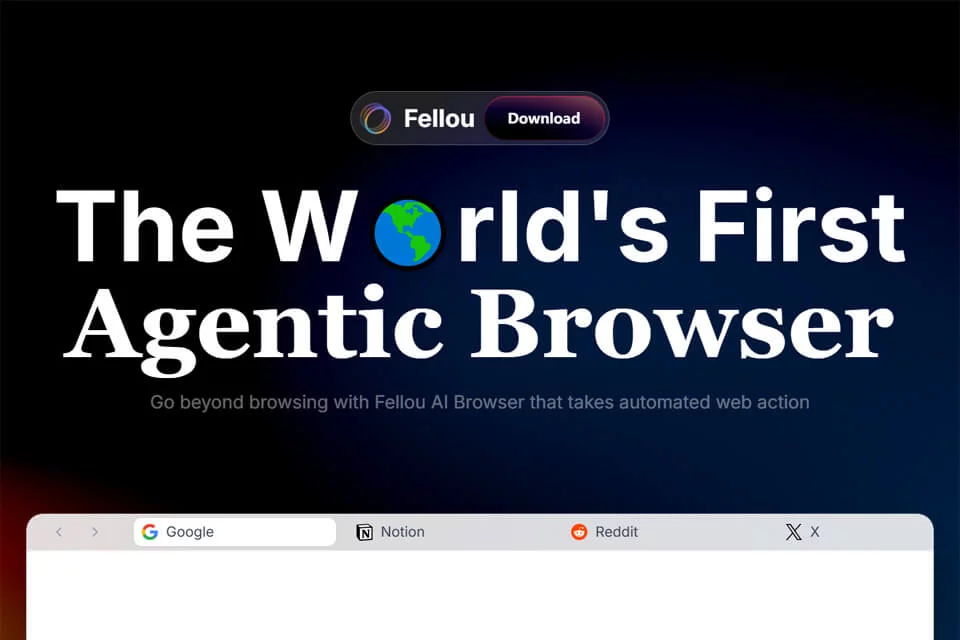 Fellou Download
The W🌎rld's First
Agentic Browser
Go beyond browsing with Fellou AI Browser that takes automated web action
Google Notion Reddit X